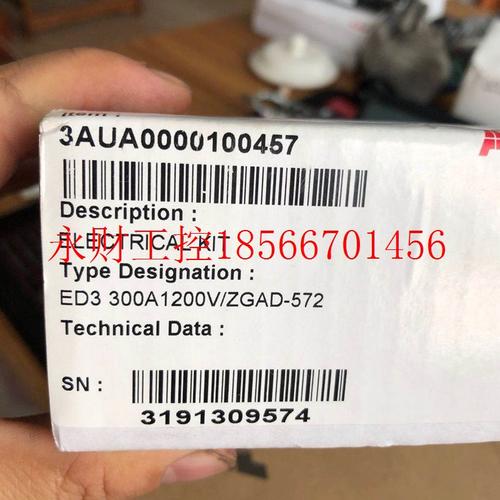 Item :
3AUA0000100457
Description :
ELECTRICAL KIT
永财工控18566701456
Type Designation :
ED3 300A1200V/ZGAD-572
Technical Data :
SN :
3191309574